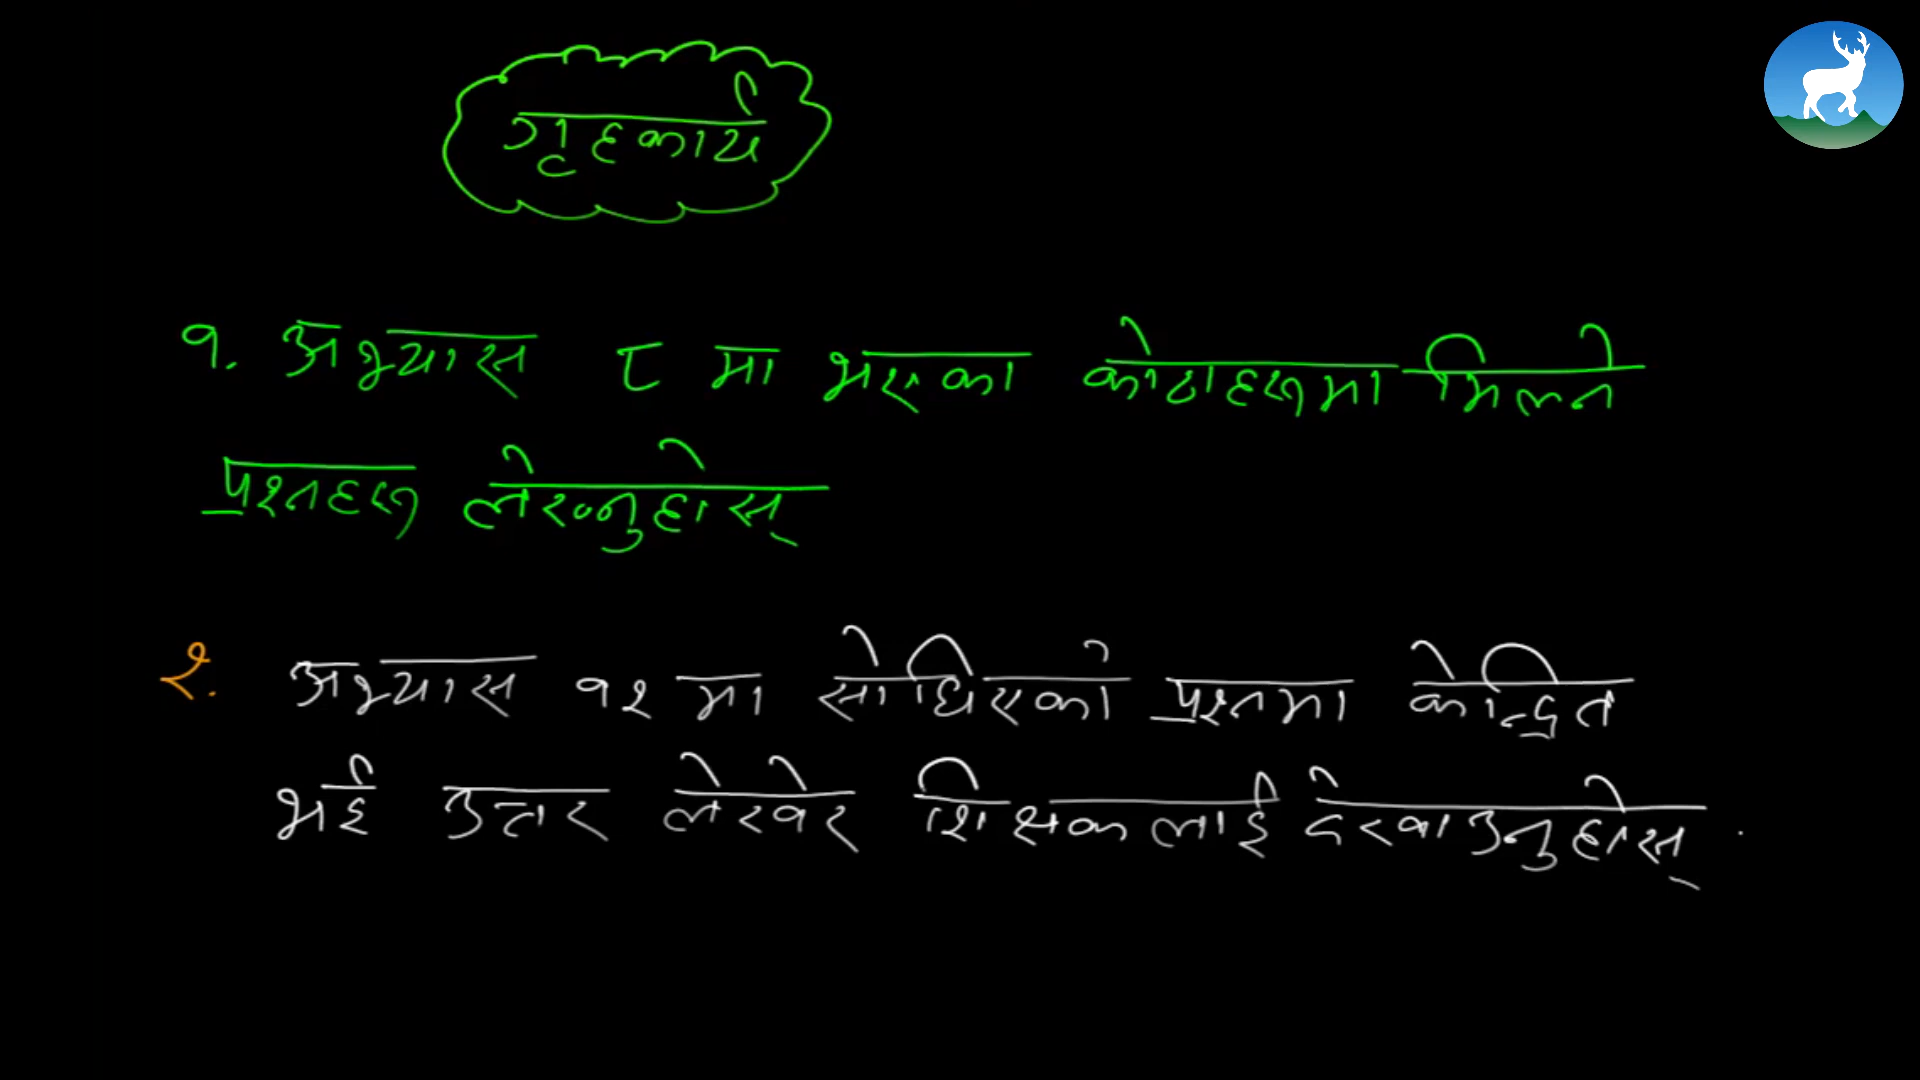 गृहकार्य
१. अभ्यास ८ मा भएका कोठाहरूमा मिल्ने
प्रश्नहरू लेख्नुहोस्
२. अभ्यास १२ मा सोधिएको प्रश्नमा केन्द्रित
भई उत्तर लेखेर शिक्षकलाई देखाउनुहोस् .